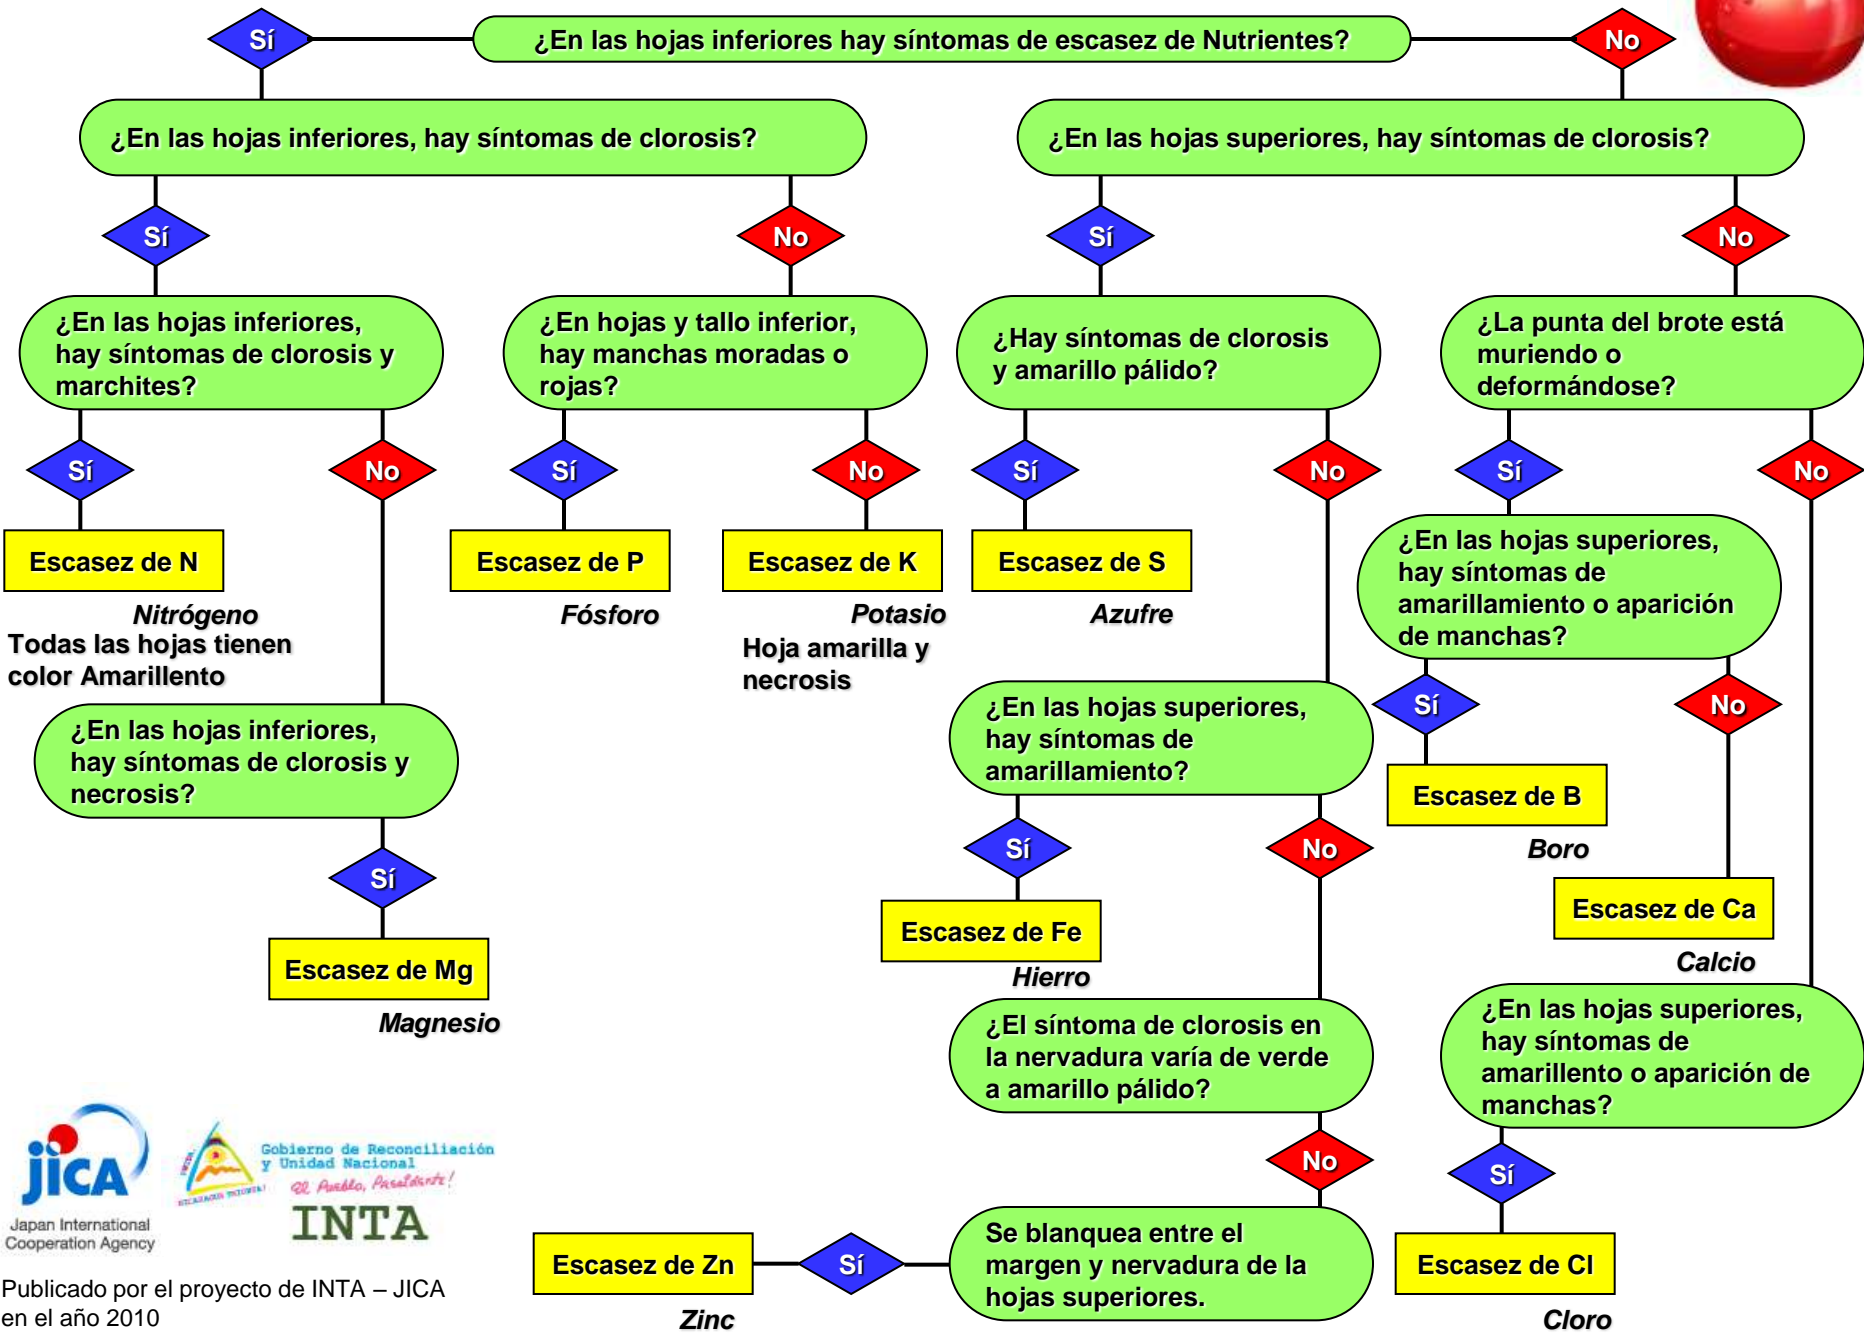 Sí
¿En las hojas inferiores hay síntomas de escasez de Nutrientes?
No
¿En las hojas inferiores, hay síntomas de clorosis?
¿En las hojas superiores, hay síntomas de clorosis?
Sí
No
Sí
No
¿En las hojas inferiores,
hay síntomas de clorosis y
marchites?
¿En hojas y tallo inferior,
hay manchas moradas o
rojas?
¿Hay síntomas de clorosis
y amarillo pálido?
¿La punta del brote está
muriendo o
deformándose?
Sí
No
Sí
No
Sí
No
Sí
No
Escasez de N
Nitrógeno
Todas las hojas tienen
color Amarillento
Escasez de P
Fósforo
Escasez de K
Potasio
Hoja amarilla y
necrosis
Escasez de S
Azufre
¿En las hojas superiores,
hay síntomas de
amarillamiento o aparición
de manchas?
Sí
No
¿En las hojas inferiores,
hay síntomas de clorosis y
necrosis?
¿En las hojas superiores,
hay síntomas de
amarillamiento?
Escasez de B
Boro
Sí
Sí
No
Escasez de Ca
Calcio
Escasez de Mg
Magnesio
Escasez de Fe
Hierro
¿El síntoma de clorosis en
la nervadura varía de verde
a amarillo pálido?
¿En las hojas superiores,
hay síntomas de
amarillento o aparición de
manchas?
No
Sí
Se blanquea entre el
margen y nervadura de la
hojas superiores.
Sí
Escasez de Zn
Zinc
Escasez de Cl
Cloro
jICA
Japan International
Cooperation Agency
Gobierno de Reconciliación
y Unidad Nacional
El Pueblo, Presidente!
INTA
Publicado por el proyecto de INTA – JICA
en el año 2010